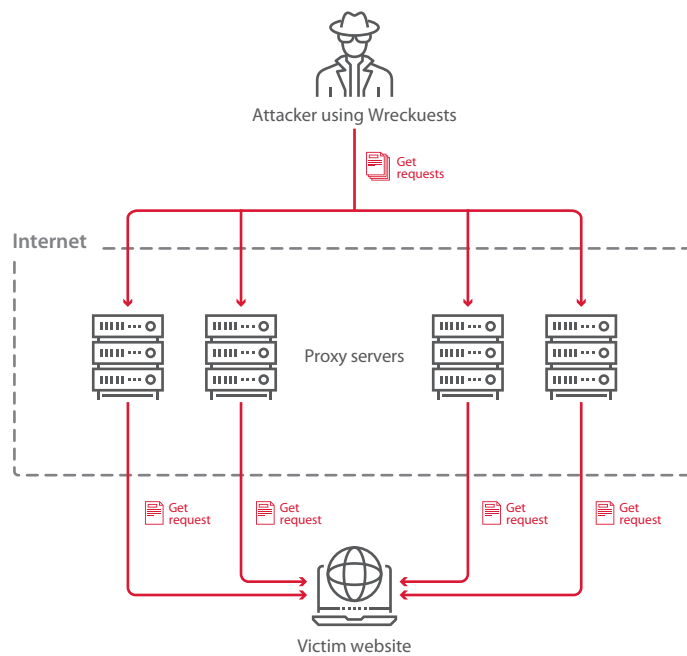 Attacker using Wreckuests
Get
requests
Internet
Proxy servers
Get
request
Get
request
Get
request
Get
request
Victim website